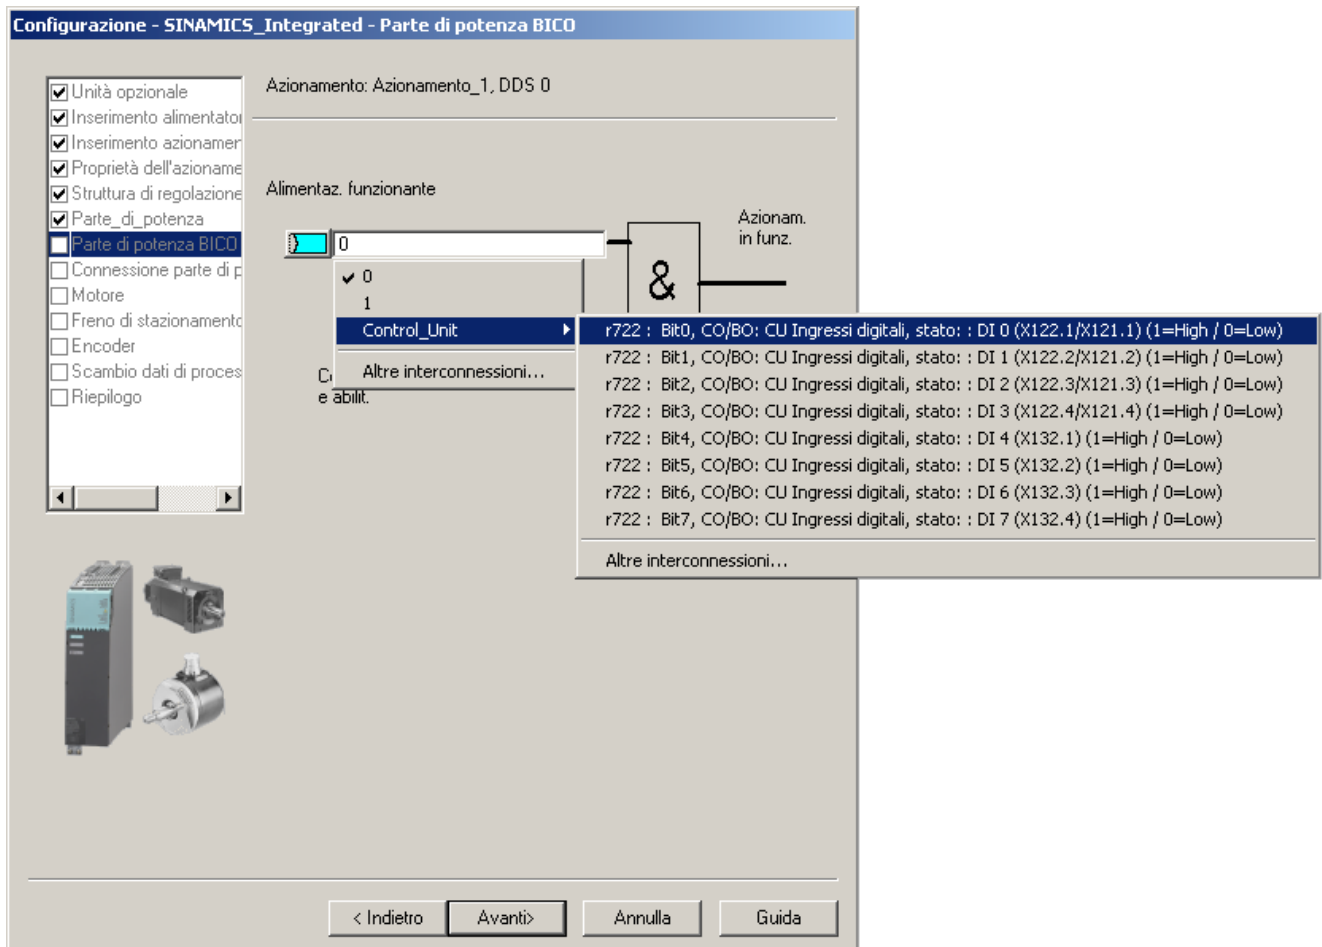 Configurazione - SINAMICS_Integrated - Parte di potenza BICO
Unità opzionale
Inserimento alimentator
Inserimento azionamen
Proprietà dell'azioname
Struttura di regolazione
Parte_di_potenza
Parte di potenza BICO
Connessione parte di p
Motore
Freno di stazionamento
Encoder
Scambio dati di proces
Riepilogo
Azionamento: Azionamento_1, DDS 0
Alimentaz. funzionante
0
Azionam.
in funz.
&
0
1
Control_Unit
Altre interconnessioni...
e abilit.
r722 : Bit0, CO/BO: CU Ingressi digitali, stato: : DI 0 (X122.1/X121.1) (1=High / 0=Low)
r722 : Bit1, CO/BO: CU Ingressi digitali, stato: : DI 1 (X122.2/X121.2) (1=High / 0=Low)
r722 : Bit2, CO/BO: CU Ingressi digitali, stato: : DI 2 (X122.3/X121.3) (1=High / 0=Low)
r722 : Bit3, CO/BO: CU Ingressi digitali, stato: : DI 3 (X122.4/X121.4) (1=High / 0=Low)
r722 : Bit4, CO/BO: CU Ingressi digitali, stato: : DI 4 (X132.1) (1=High / 0=Low)
r722 : Bit5, CO/BO: CU Ingressi digitali, stato: : DI 5 (X132.2) (1=High / 0=Low)
r722 : Bit6, CO/BO: CU Ingressi digitali, stato: : DI 6 (X132.3) (1=High / 0=Low)
r722 : Bit7, CO/BO: CU Ingressi digitali, stato: : DI 7 (X132.4) (1=High / 0=Low)
Altre interconnessioni...
< Indietro
Avanti>
Annulla
Guida